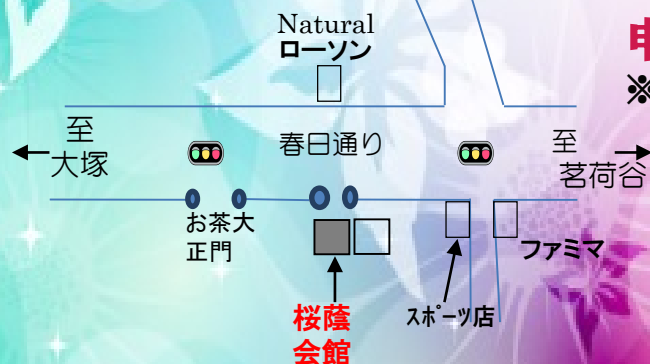 Natural
ローソン
申
※
至
大塚
春日通り
至
茗荷谷
お茶大
正門
ファミマ
桜蔭
会館
スポーツ店